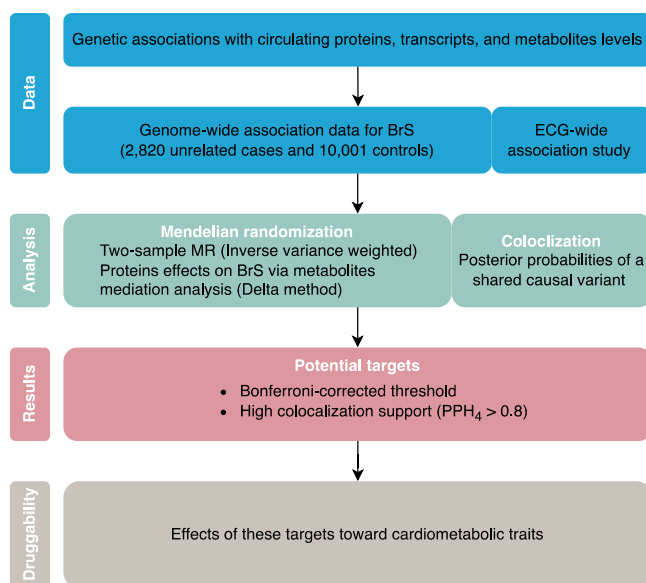 Data
Genetic associations with circulating proteins, transcripts, and metabolites levels
Genome-wide association data for BrS
(2,820 unrelated cases and 10,001 controls)
ECG-wide
association study
Analysis
Mendelian randomization
Two-sample MR (Inverse variance weighted)
Proteins effects on BrS via metabolites
mediation analysis (Delta method)
Coloclization
Posterior probabilities of a
shared causal variant
Results
Potential targets
• Bonferroni-corrected threshold
• High colocalization support (PPH4 > 0.8)
Druggability
Effects of these targets toward cardiometabolic traits